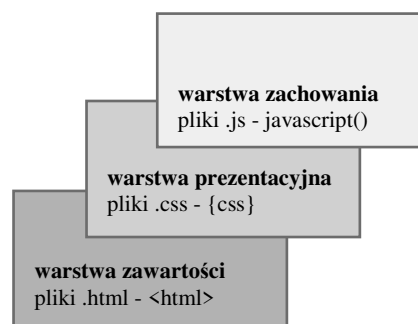 warstwa zachowania
pliki .js - javascript()
warstwa prezentacyjna
pliki .css - {css}
warstwa zawartości
pliki .html - <html>